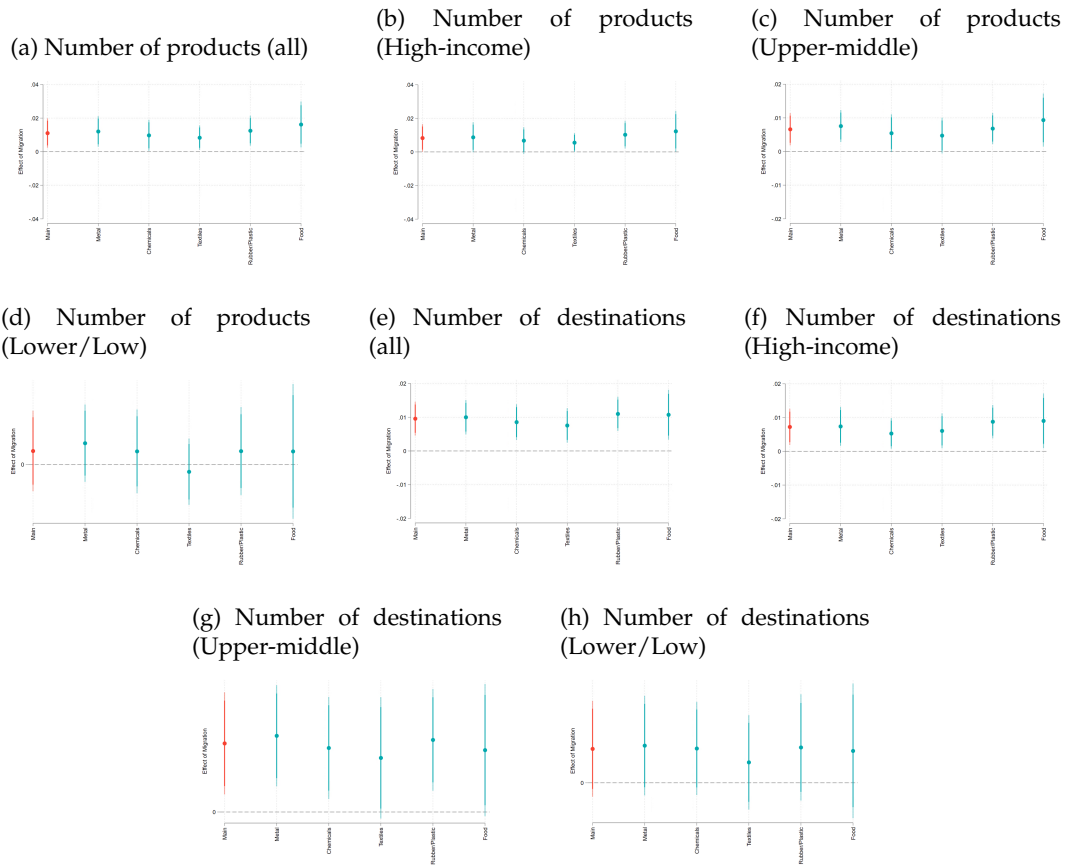 (a) Number of products (all)
(b) Number of products
(High-income)
(c) Number of products
(Upper-middle)
Effect of Migration
.04
.02
0
-.02
-.04
Main
Metal
Chemicals
Textiles
Rubber/Plastic
Food
Effect of Migration
.04
.02
0
-.02
-.04
Main
Metal
Chemicals
Textiles
Rubber/Plastic
Food
Effect of Migration
.02
.01
0
-.01
-.02
Main
Metal
Chemicals
Textiles
Rubber/Plastic
Food
(d) Number of products
(Lower/Low)
(e) Number of destinations
(all)
(f) Number of destinations
(High-income)
Effect of Migration
0
Main
Metal
Chemicals
Textiles
Rubber/Plastic
Food
Effect of Migration
.02
.01
0
-.01
-.02
Main
Metal
Chemicals
Textiles
Rubber/Plastic
Food
Effect of Migration
.02
.01
0
-.01
-.02
Main
Metal
Chemicals
Textiles
Rubber/Plastic
Food
(g) Number of destinations
(Upper-middle)
(h) Number of destinations
(Lower/Low)
Effect of Migration
0
Main
Metal
Chemicals
Textiles
Rubber/Plastic
Food
Effect of Migration
0
Main
Metal
Chemicals
Textiles
Rubber/Plastic
Food